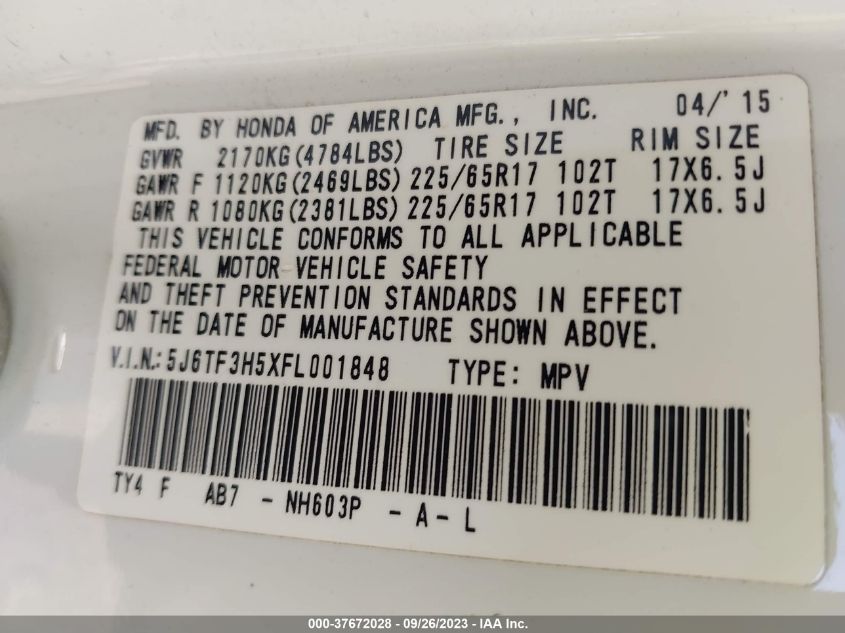 MFD. BY HONDA OF AMERICA MFG., INC. 04/'15
GVWR 2170KG(4784LBS) TIRE SIZE RIM SIZE
GAWR F 1120KG(2469LBS) 225/65R17 102T 17X6.5J
GAWR R 1080KG(2381LBS) 225/65R17 102T 17X6.5J
THIS VEHICLE CONFORMS TO ALL APPLICABLE
FEDERAL MOTOR VEHICLE SAFETY
AND THEFT PREVENTION STANDARDS IN EFFECT
ON THE DATE OF MANUFACTURE SHOWN ABOVE.
V.I.N.: 5J6TF3H5XFL001848 TYPE: MPV
TY4 F AB7 - NH603P - A - L
000-37672028 - 09/26/2023 - IAA Inc.